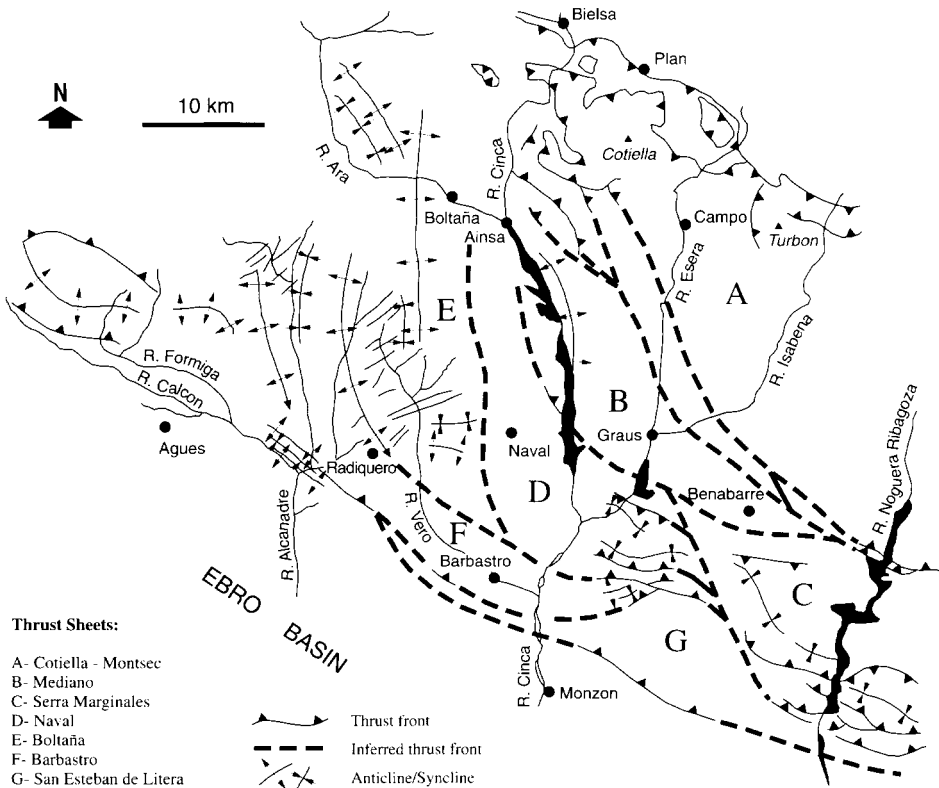 Bielsa
Plan
N
10 km
R. Ara
R. Cinca
Cotiella
Boltaña
Ainsa
Campo
Turbon
R. Esera
A
E
R. Isabena
R. Formiga
R. Calcon
B
Agues
Radiquero
Naval
Graus
R. Noguera Ribagoza
D
Benabarre
R. Vero
R. Alcanadre
F
Barbastro
C
EBRO
BASIN
G
R. Cinca
Monzon
Thrust Sheets:
A- Cotiella - Montsec
B- Mediano
C- Serra Marginales
D- Naval
E- Boltaña
F- Barbastro
G- San Esteban de Litera
Thrust front
Inferred thrust front
Anticline/Syncline